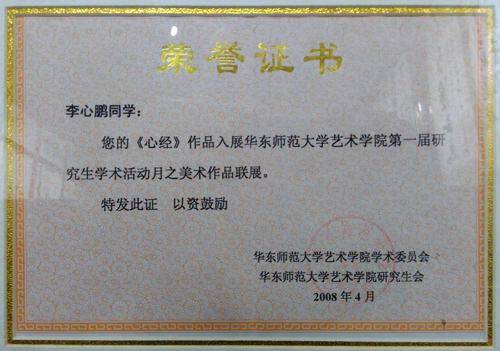 荣誉证书
李心鹏同学：
您的《心经》作品入展华东师范大学艺术学院第一届研
究生学术活动月之美术作品联展。
特发此证 以资鼓励
华东师范大学艺术学院学术委员会
华东师范大学艺术学院研究生会
2008 年 4 月